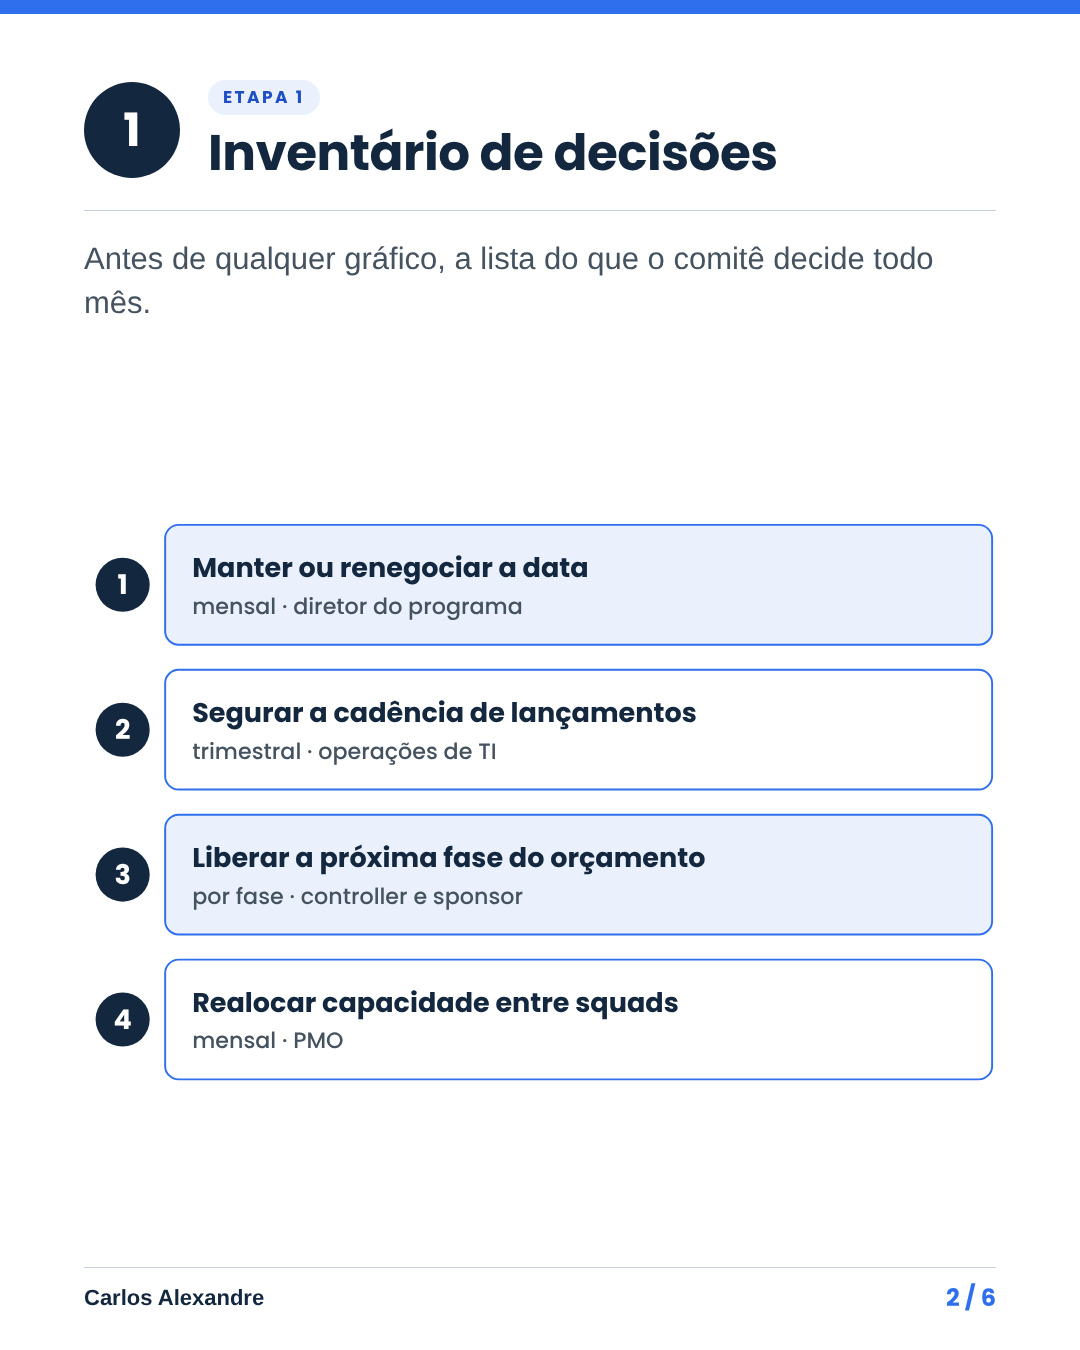 1
ETAPA 1
Inventário de decisões
Antes de qualquer gráfico, a lista do que o comitê decide todo
mês.
1
Manter ou renegociar a data
mensal · diretor do programa
2
Segurar a cadência de lançamentos
trimestral · operações de TI
3
Liberar a próxima fase do orçamento
por fase · controller e sponsor
4
Realocar capacidade entre squads
mensal · PMO
Carlos Alexandre
2 / 6